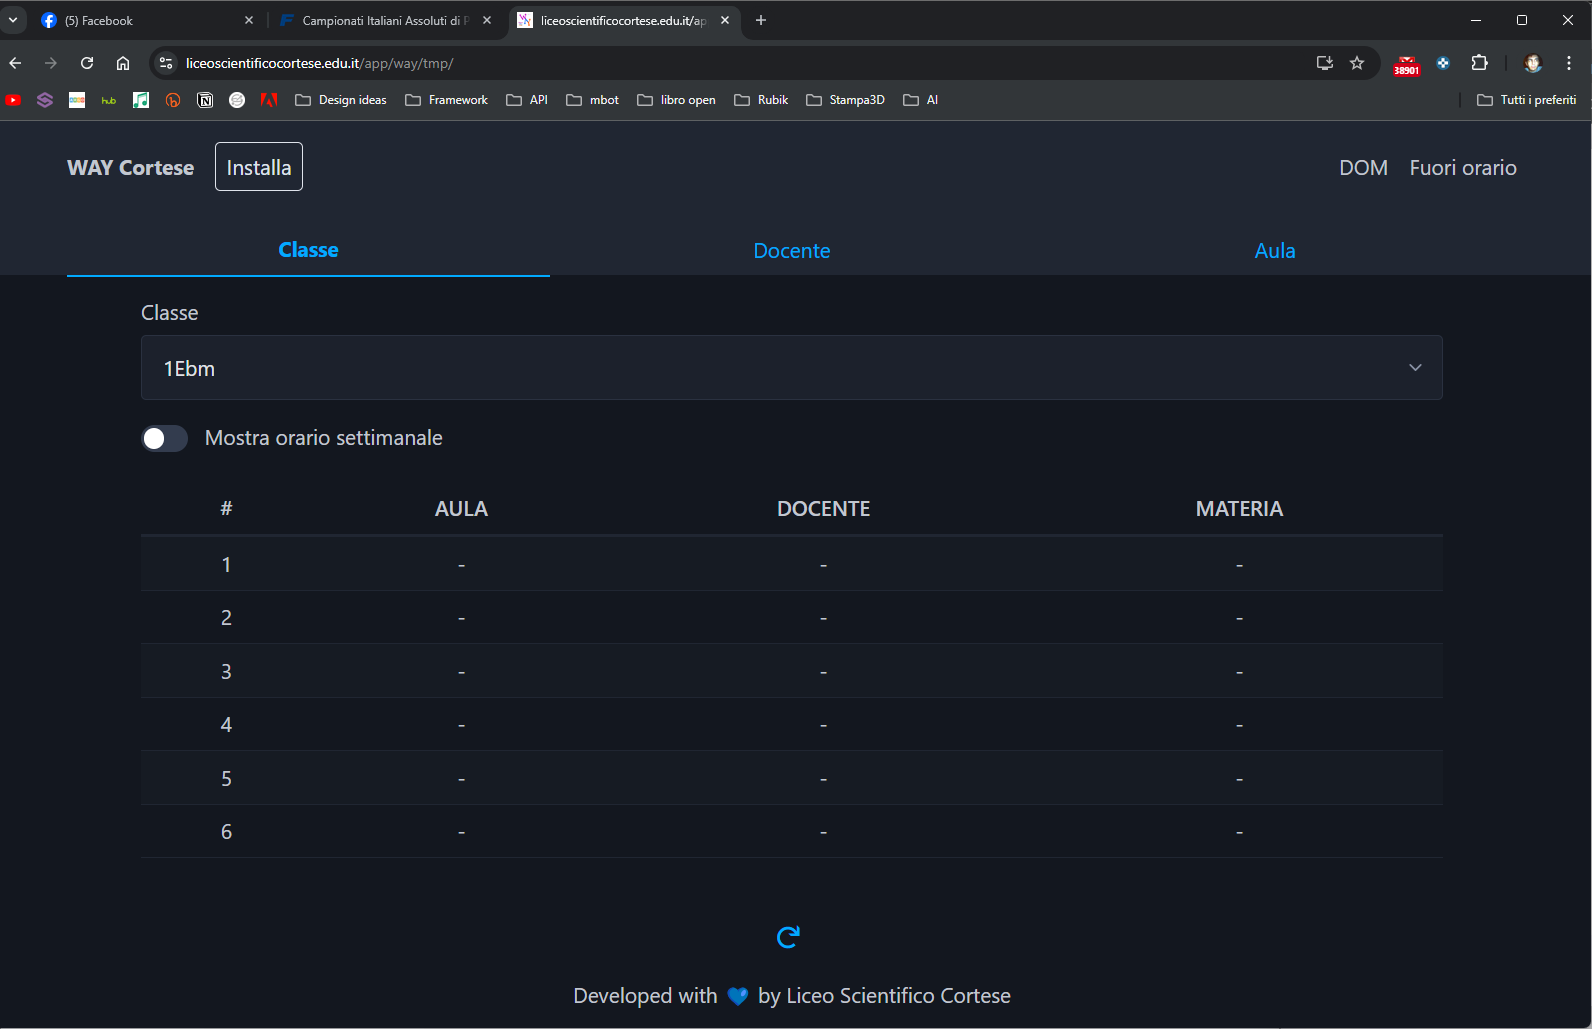 (5) Facebook
Campionati Italiani Assoluti di P
liceoscientificocortese.edu.it/ap
liceoscientificocortese.edu.it/app/way/tmp/
38901
hub
Design ideas
Framework
API
mbot
libro open
Rubik
Stampa3D
AI
Tutti i preferiti
WAY Cortese
Installa
DOM
Fuori orario
Classe
Docente
Aula
Classe
1Ebm
Mostra orario settimanale
# AULA DOCENTE MATERIA
1 - - -
2 - - -
3 - - -
4 - - -
5 - - -
6 - - -
Developed with 💙 by Liceo Scientifico Cortese